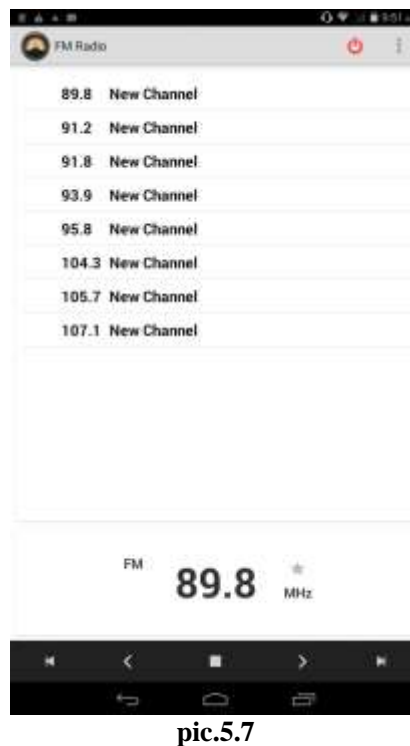 9:51
FM Radio
89.8 New Channel
91.2 New Channel
91.8 New Channel
93.9 New Channel
95.8 New Channel
104.3 New Channel
105.7 New Channel
107.1 New Channel
FM
89.8
MHz
pic.5.7